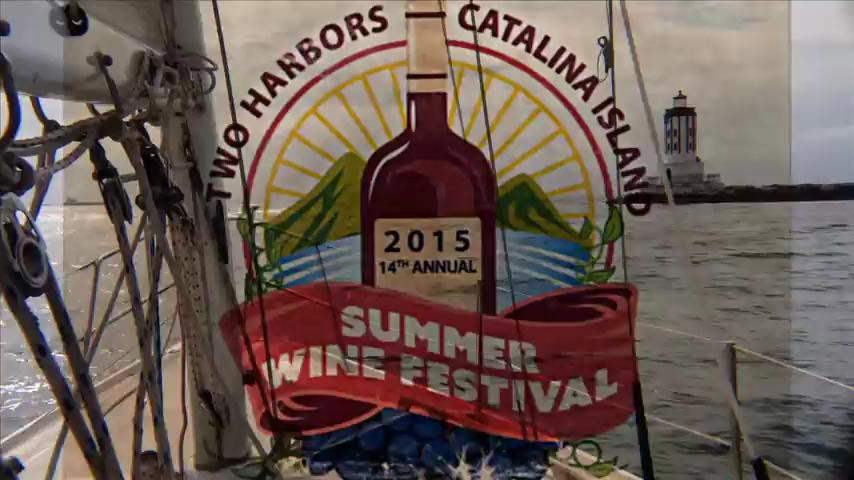 TWO HARBORS CATALINA ISLAND
2015
14TH ANNUAL
SUMMER
WINE FESTIVAL